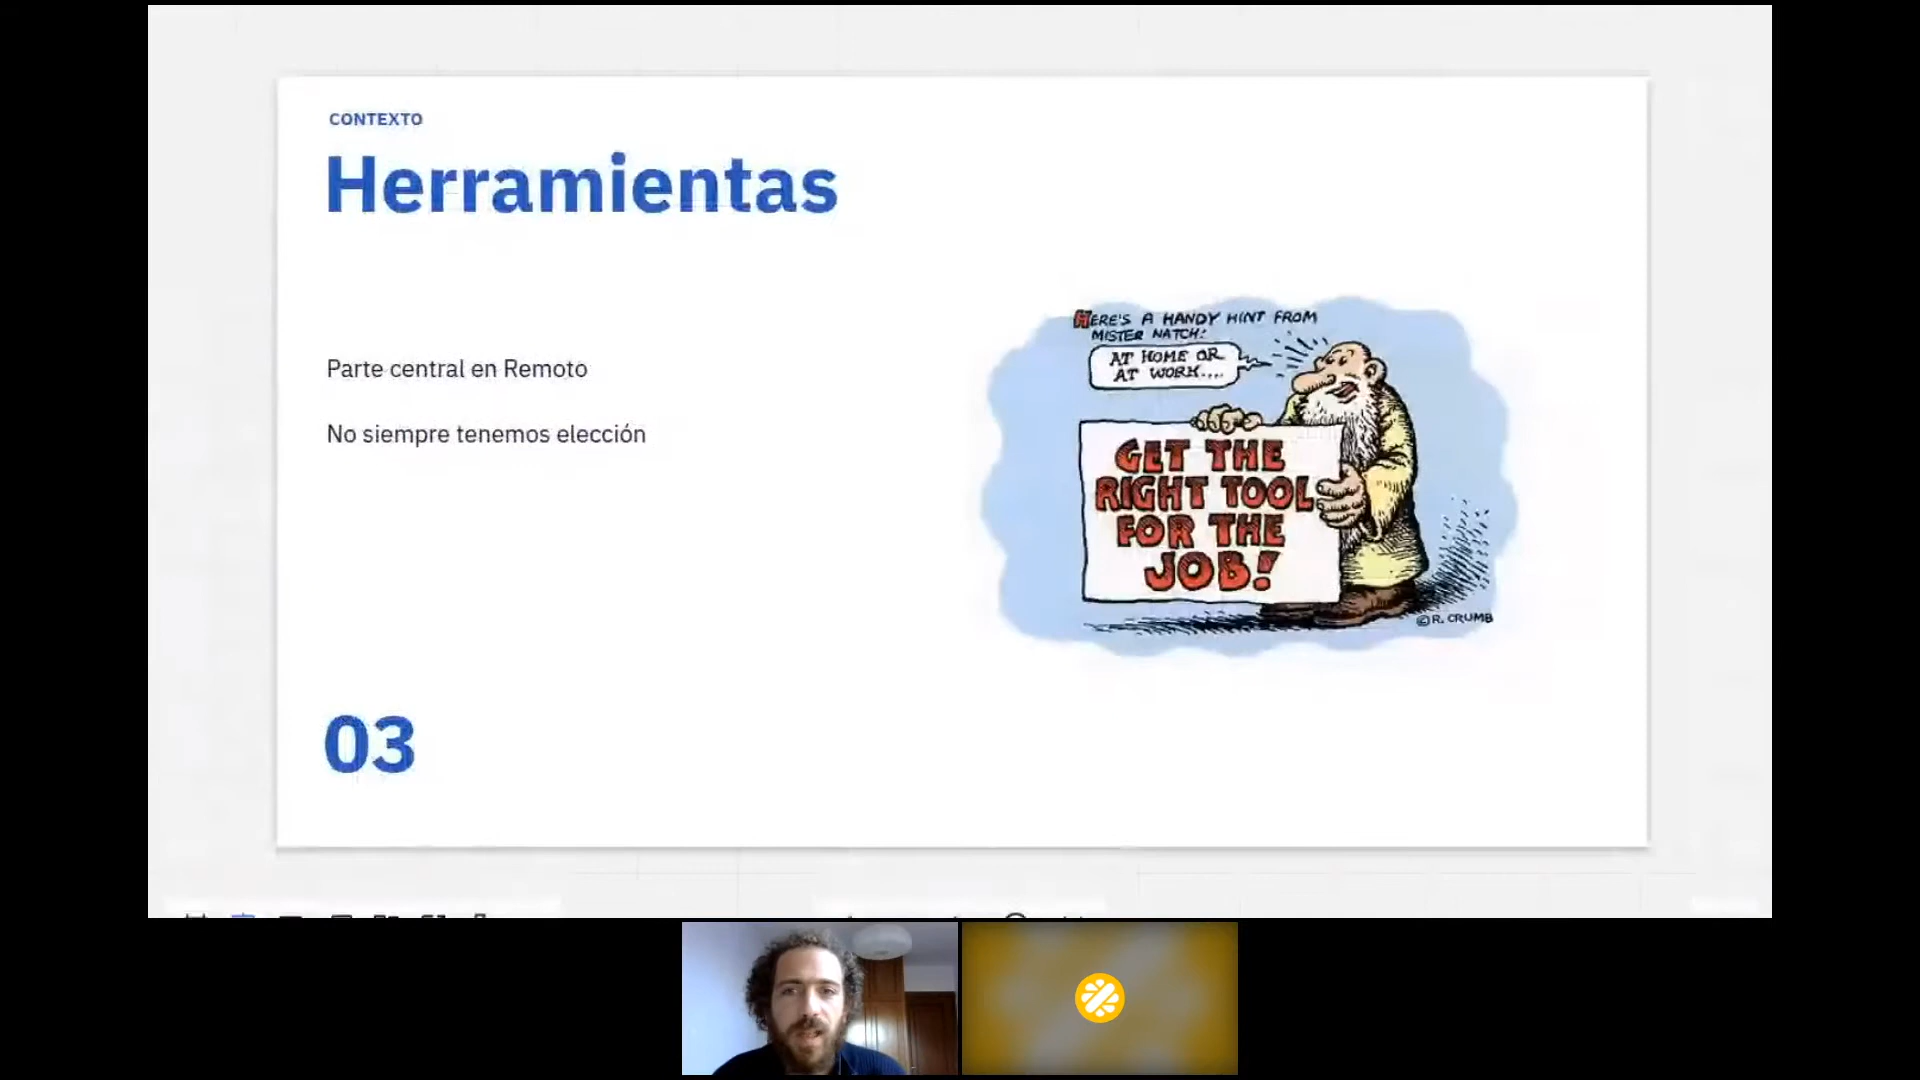 CONTEXTO
Herramientas
Parte central en Remoto
No siempre tenemos elección
HERE'S A HANDY HINT FROM
MISTER NATCH:
AT HOME OR
AT WORK....
GET THE
RIGHT TOOL
FOR THE
JOB!
©R. CRUMB
03